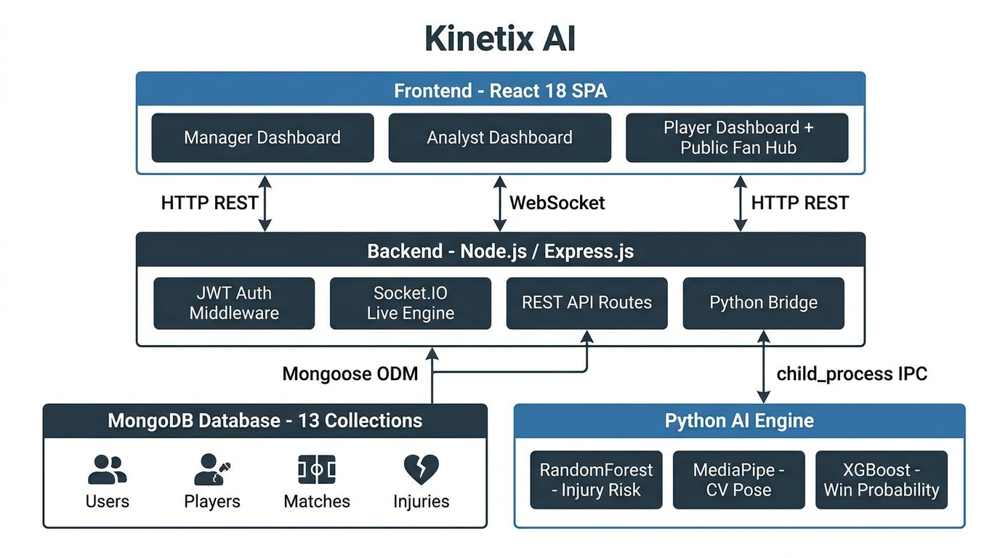 Kinetix AI
Frontend - React 18 SPA
Manager Dashboard
Analyst Dashboard
Player Dashboard +
Public Fan Hub
HTTP REST
WebSocket
HTTP REST
Backend - Node.js / Express.js
JWT Auth
Middleware
Socket.IO
Live Engine
REST API Routes
Python Bridge
Mongoose ODM
child_process IPC
MongoDB Database - 13 Collections
Users
Players
Matches
Injuries
Python AI Engine
RandomForest
- Injury Risk
MediaPipe -
CV Pose
XGBoost -
Win Probability